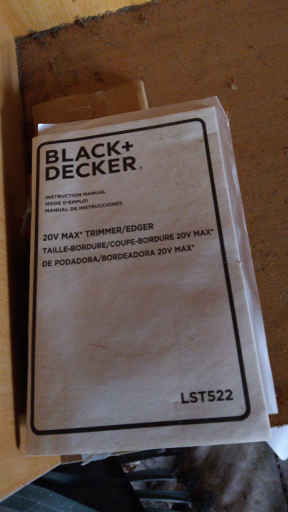 BLACK+
DECKER®
INSTRUCTION MANUAL
MODE D'EMPLOI
MANUAL DE INSTRUCCIONES
20V MAX* TRIMMER/EDGER
TAILLE-BORDURE/COUPE-BORDURE 20V MAX*
DE PODADORA/BORDEADORA 20V MAX*
LST522